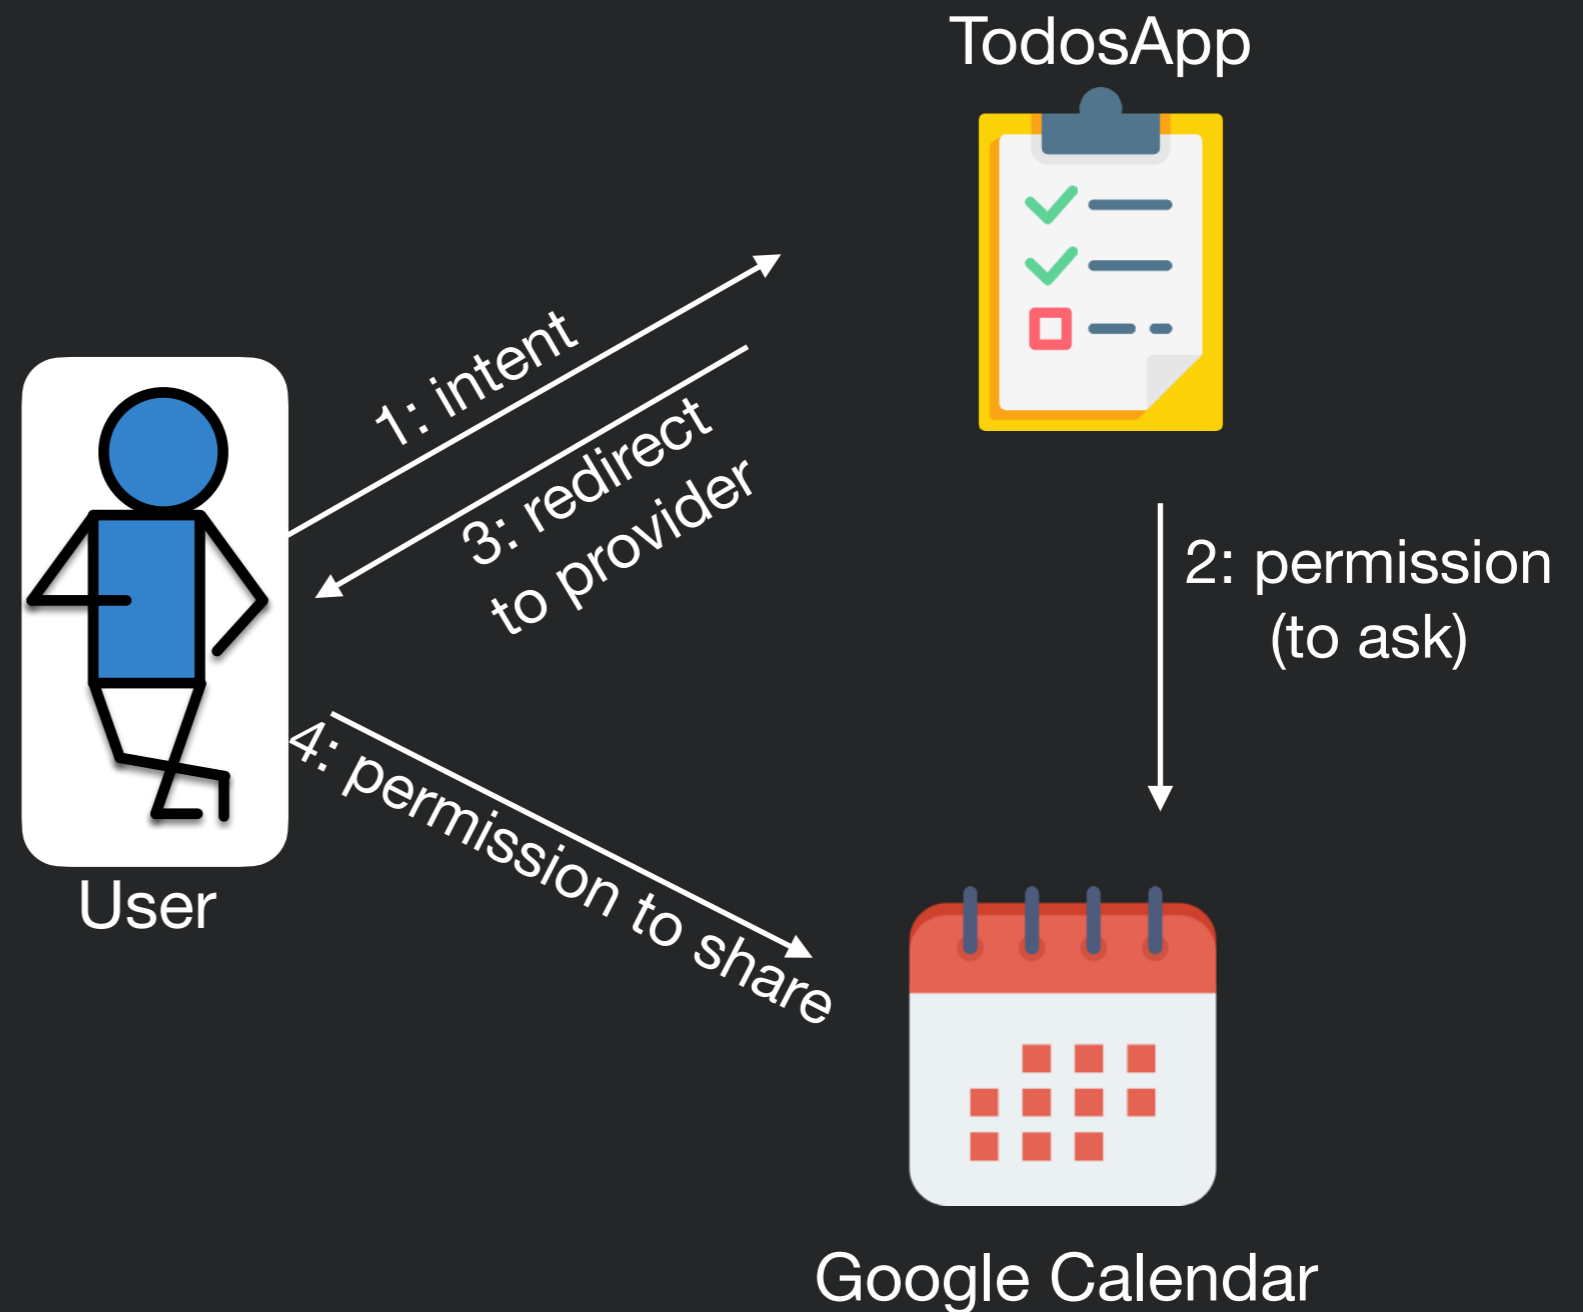 TodosApp
1: intent
3: redirect
to provider
2: permission
(to ask)
4: permission to share
User
Google Calendar